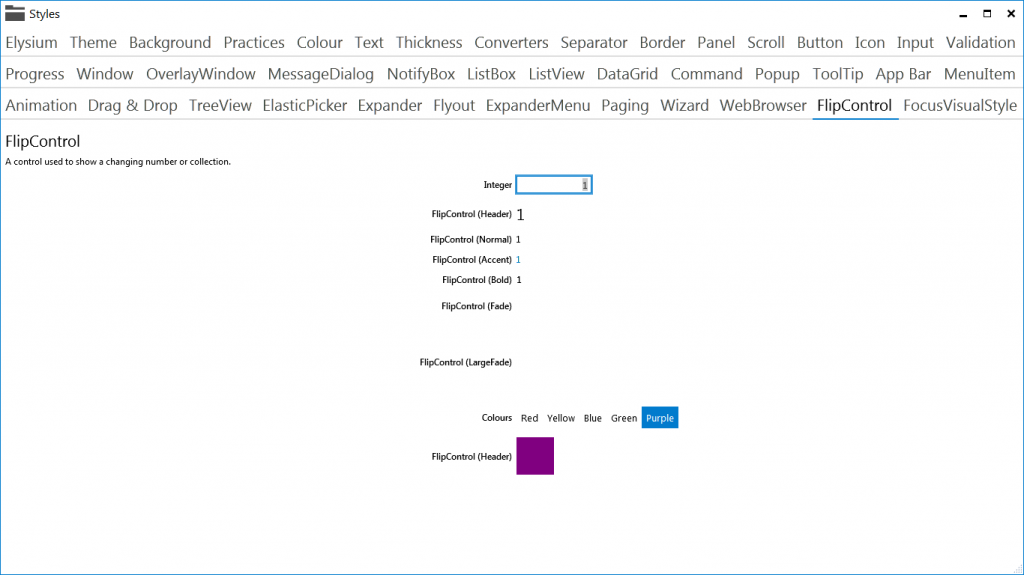 Styles
Elysium Theme Background Practices Colour Text Thickness Converters Separator Border Panel Scroll Button Icon Input Validation
Progress Window OverlayWindow MessageDialog NotifyBox ListBox ListView DataGrid Command Popup ToolTip App Bar MenuItem
Animation Drag & Drop TreeView ElasticPicker Expander Flyout ExpanderMenu Paging Wizard WebBrowser FlipControl FocusVisualStyle
FlipControl
A control used to show a changing number or collection.
Integer 1
FlipControl (Header) 1
FlipControl (Normal) 1
FlipControl (Accent) 1
FlipControl (Bold) 1
FlipControl (Fade)
FlipControl (LargeFade)
Colours Red Yellow Blue Green Purple
FlipControl (Header)